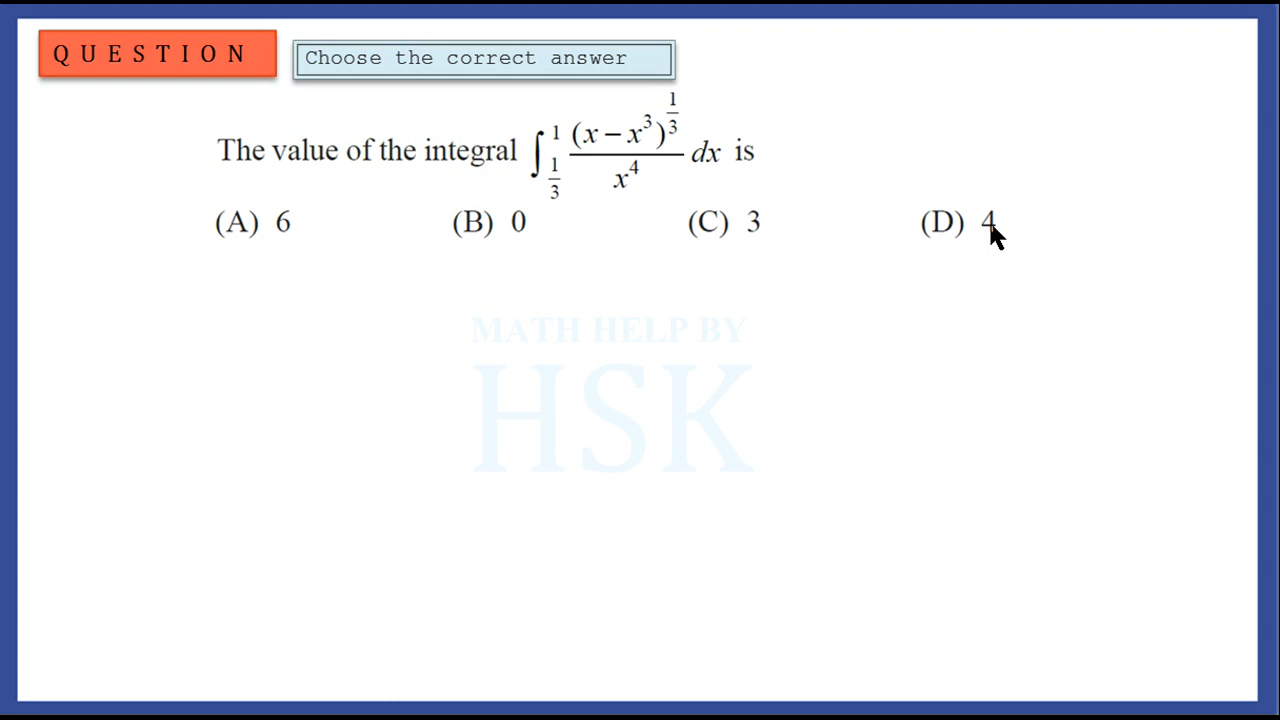 QUESTION
Choose the correct answer
The value of the integral ∫_{1/3}^{1} (x − x³)^{1/3} / x⁴ dx is
(A) 6 (B) 0 (C) 3 (D) 4
MATH HELP BY
HSK